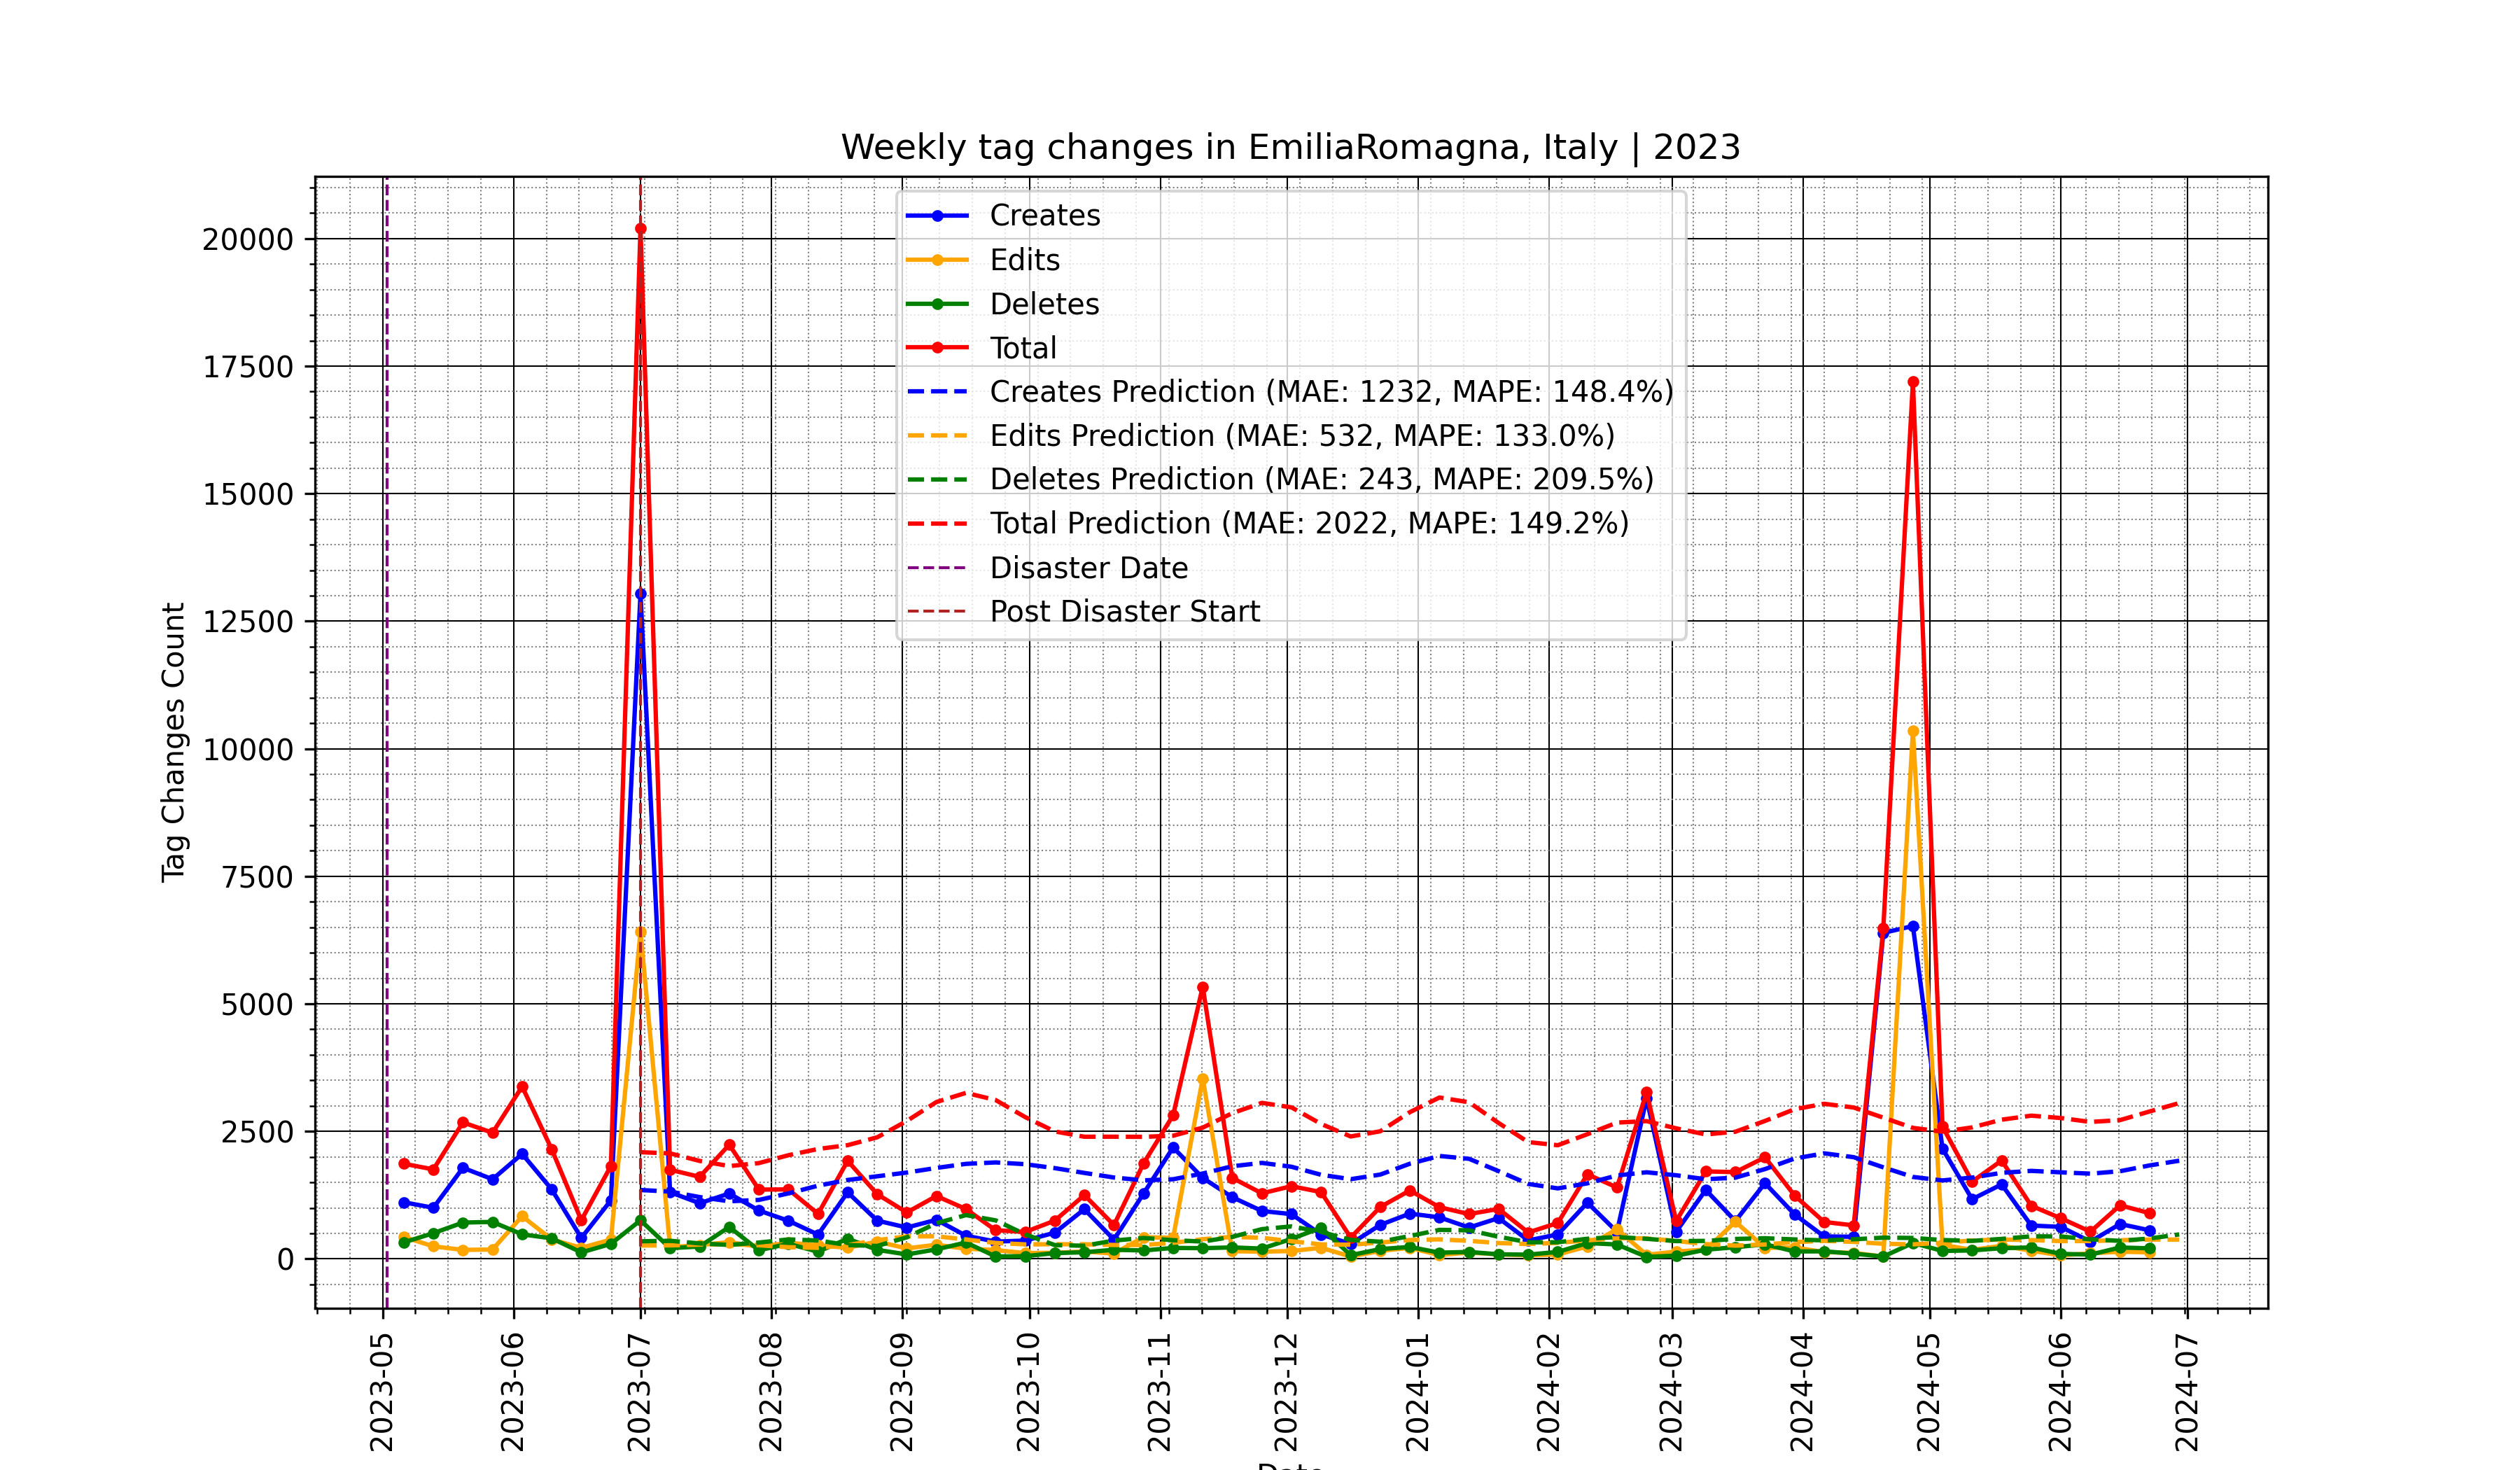 Weekly tag changes in EmiliaRomagna, Italy | 2023
Creates
Edits
Deletes
Total
Creates Prediction (MAE: 1232, MAPE: 148.4%)
Edits Prediction (MAE: 532, MAPE: 133.0%)
Deletes Prediction (MAE: 243, MAPE: 209.5%)
Total Prediction (MAE: 2022, MAPE: 149.2%)
Disaster Date
Post Disaster Start
Tag Changes Count
20000
17500
15000
12500
10000
7500
5000
2500
0
2023-05
2023-06
2023-07
2023-08
2023-09
2023-10
2023-11
2023-12
2024-01
2024-02
2024-03
2024-04
2024-05
2024-06
2024-07